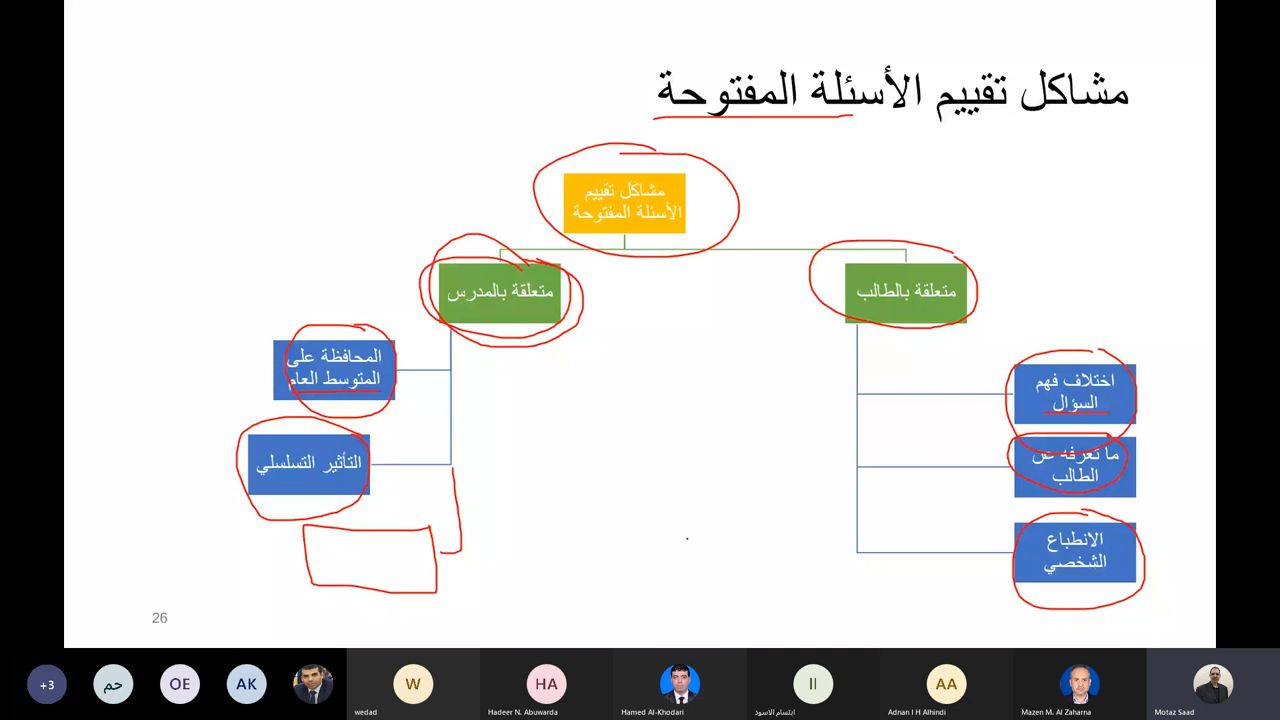 مشاكل تقييم الأسئلة المفتوحة
مشاكل تقييم
الأسئلة المفتوحة
متعلقة بالطالب
متعلقة بالمدرس
اختلاف فهم
السؤال
ما تعرفه عن
الطالب
الانطباع
الشخصي
المحافظة على
المتوسط العام
التأثير التسلسلي
26
+3
حم
OE
AK
W
wedad
HA
Hadeer N. Abuwarda
Hamed Al-Khodari
II
ابتسام الاسود
AA
Adnan I H Alhindi
Mazen M. Al Zaharna
Motaz Saad